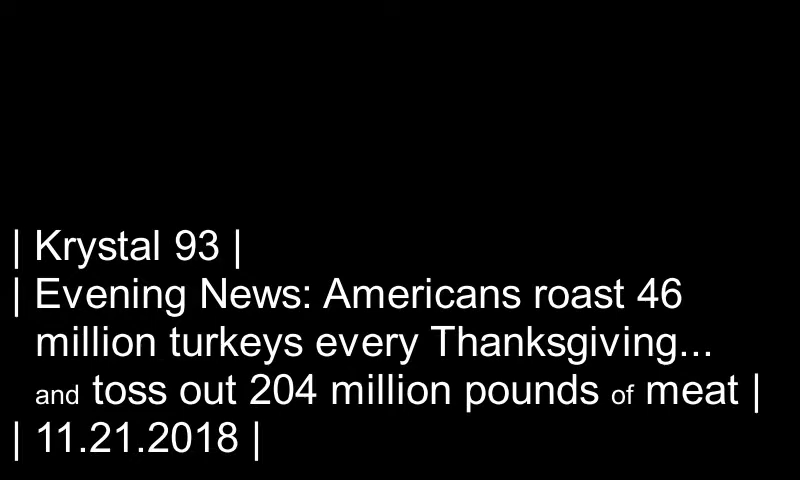 | Krystal 93 |
| Evening News: Americans roast 46
million turkeys every Thanksgiving...
and toss out 204 million pounds of meat |
| 11.21.2018 |